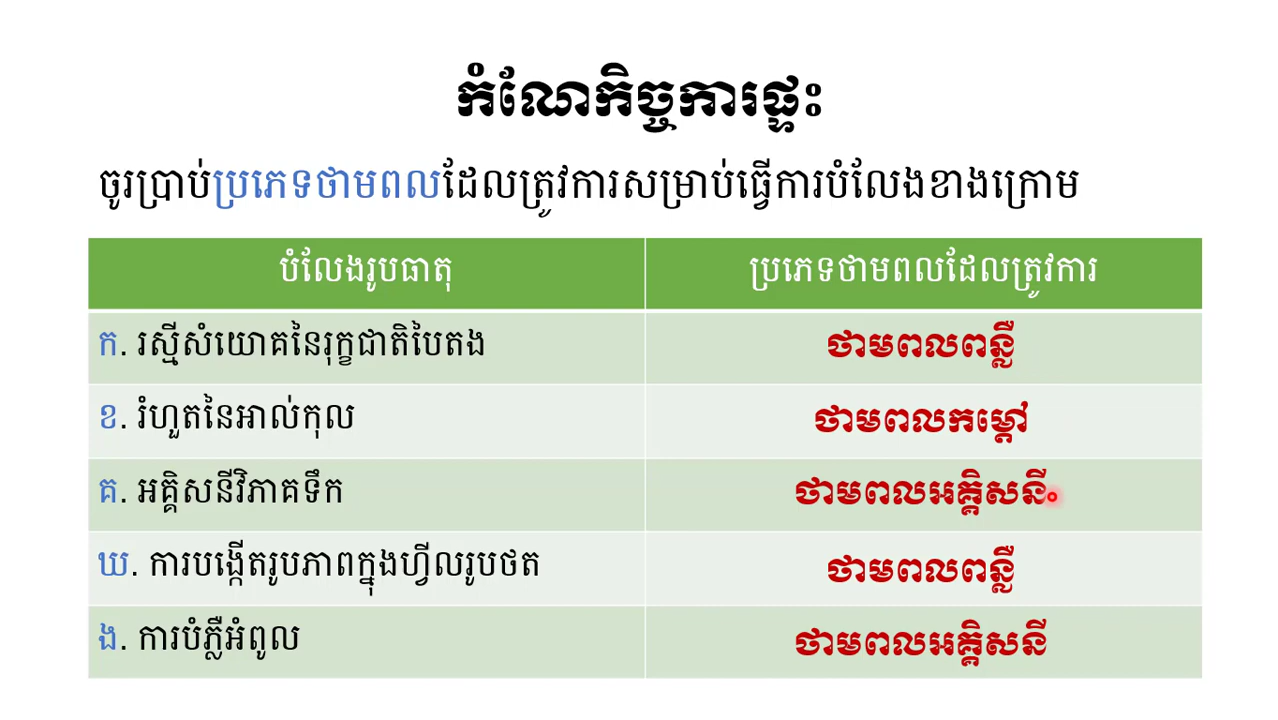 កំណែកិច្ចការផ្ទះ
ចូរប្រាប់ប្រភេទថាមពលដែលត្រូវការសម្រាប់ធ្វើការបំលែងខាងក្រោម
បំលែងរូបធាតុ ប្រភេទថាមពលដែលត្រូវការ
ក. រស្មីសំយោគនៃរុក្ខជាតិបៃតង ថាមពលពន្លឺ
ខ. រំហួតនៃអាល់កុល ថាមពលកម្ដៅ
គ. អគ្គិសនីវិភាគទឹក ថាមពលអគ្គិសនី
ឃ. ការបង្កើតរូបភាពក្នុងហ្វីលរូបថត ថាមពលពន្លឺ
ង. ការបំភ្លឺអំពូល ថាមពលអគ្គិសនី